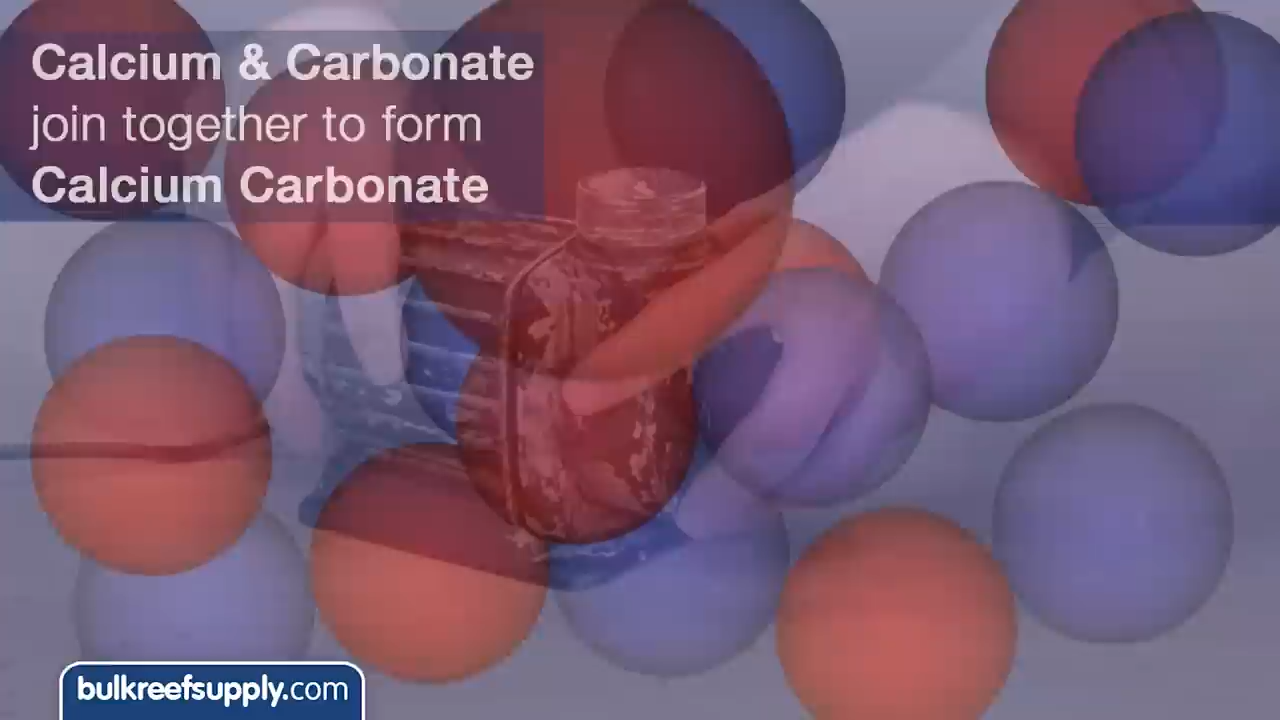 Calcium & Carbonate
join together to form
Calcium Carbonate
bulkreefsupply.com